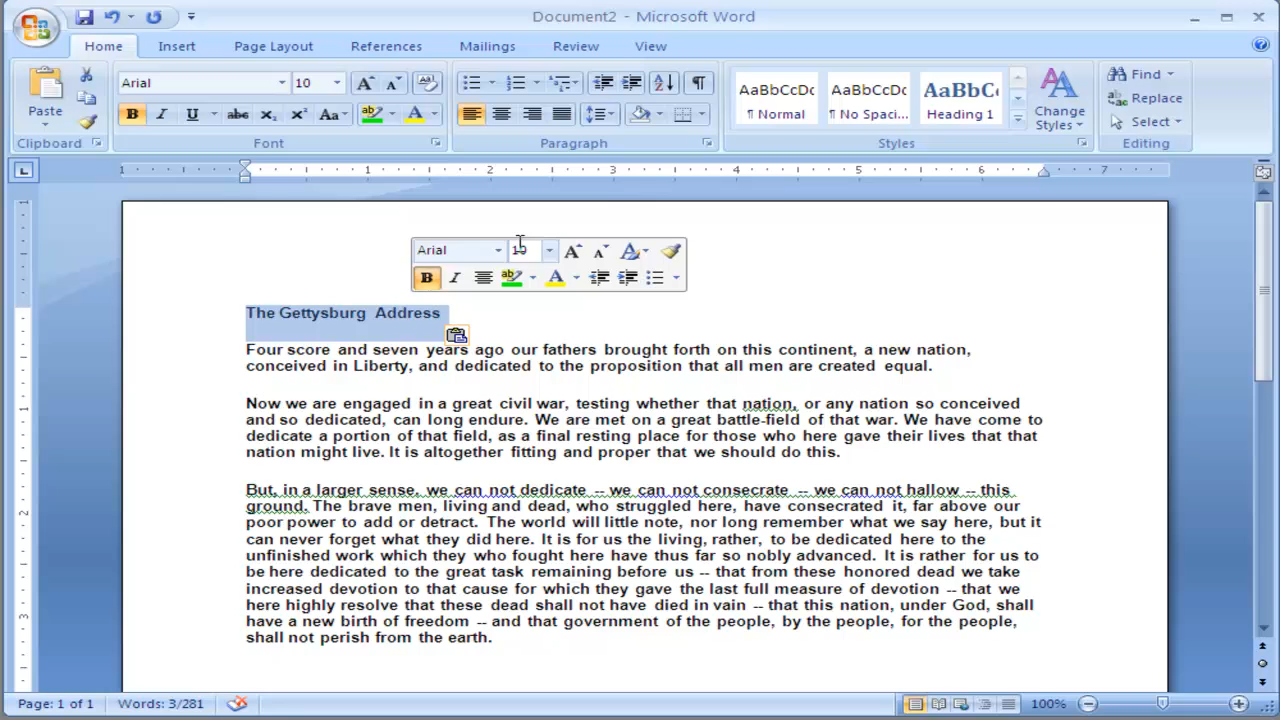 Document2 - Microsoft Word
Home Insert Page Layout References Mailings Review View
Arial 10
AaBbCcDc AaBbCcDc AaBbC
Paste
B I U abc x₂ x² Aa ab A
¶ Normal ¶ No Spaci... Heading 1
Change Styles
Find
Replace
Select
Clipboard Font Paragraph Styles Editing
1 1 2 3 4 5 6 7
Arial 10
B I ab A
The Gettysburg Address
Four score and seven years ago our fathers brought forth on this continent, a new nation,
conceived in Liberty, and dedicated to the proposition that all men are created equal.
Now we are engaged in a great civil war, testing whether that nation, or any nation so conceived
and so dedicated, can long endure. We are met on a great battle-field of that war. We have come to
dedicate a portion of that field, as a final resting place for those who here gave their lives that that
nation might live. It is altogether fitting and proper that we should do this.
But, in a larger sense, we can not dedicate -- we can not consecrate -- we can not hallow -- this
ground. The brave men, living and dead, who struggled here, have consecrated it, far above our
poor power to add or detract. The world will little note, nor long remember what we say here, but it
can never forget what they did here. It is for us the living, rather, to be dedicated here to the
unfinished work which they who fought here have thus far so nobly advanced. It is rather for us to
be here dedicated to the great task remaining before us -- that from these honored dead we take
increased devotion to that cause for which they gave the last full measure of devotion -- that we
here highly resolve that these dead shall not have died in vain -- that this nation, under God, shall
have a new birth of freedom -- and that government of the people, by the people, for the people,
shall not perish from the earth.
Page: 1 of 1 Words: 3/281 100%